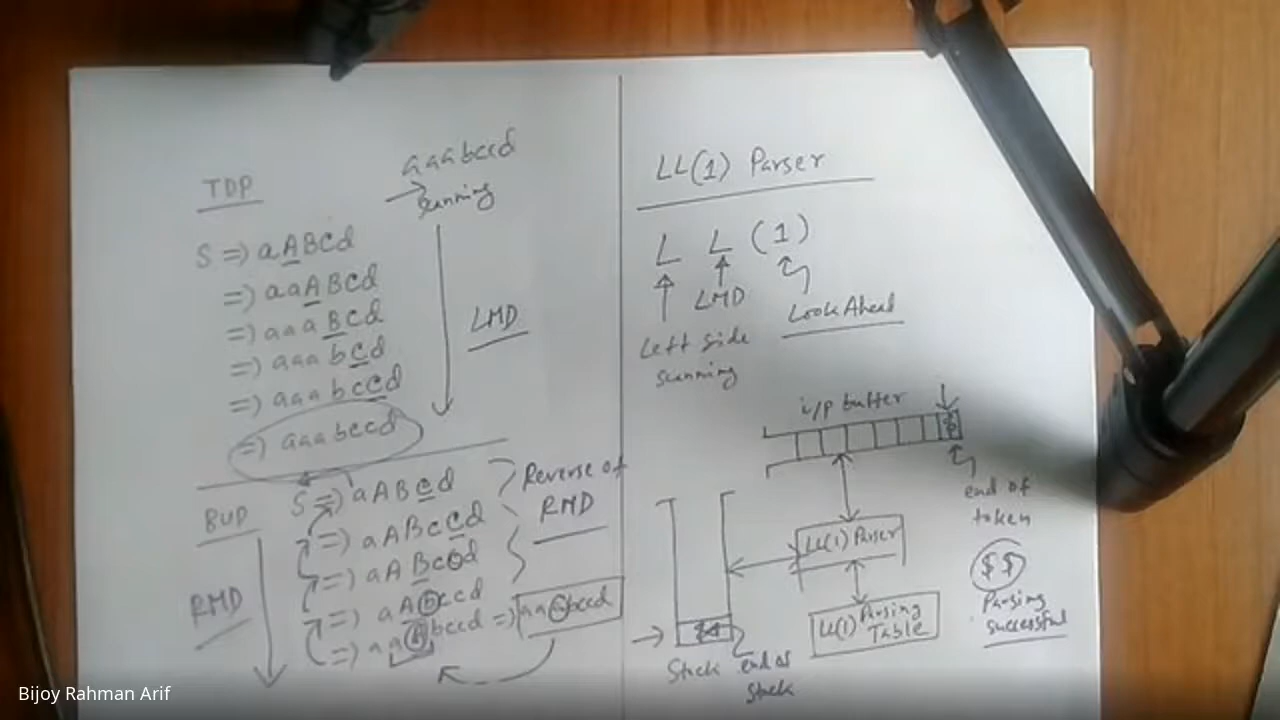 TDP
aaabccd
scanning
S => aABCd
=> aaABCd
=> aaaBCd
=> aaabCd
=> aaabcCd
=> aaabccd
LMD
BUP
S => aABCd
=> aABcCd
=> aABccd
=> aAbccd
=> aaAbccd => aaabccd
Reverse of
RMD
RMD
LL(1) Parser
L L (1)
LMD
Look Ahead
Left side
scanning
i/p buffer
$
end of
token
LL(1) Parser
LL(1) Parsing
Table
$$
Parsing
successful
Stack
end of
stack
Bijoy Rahman Arif